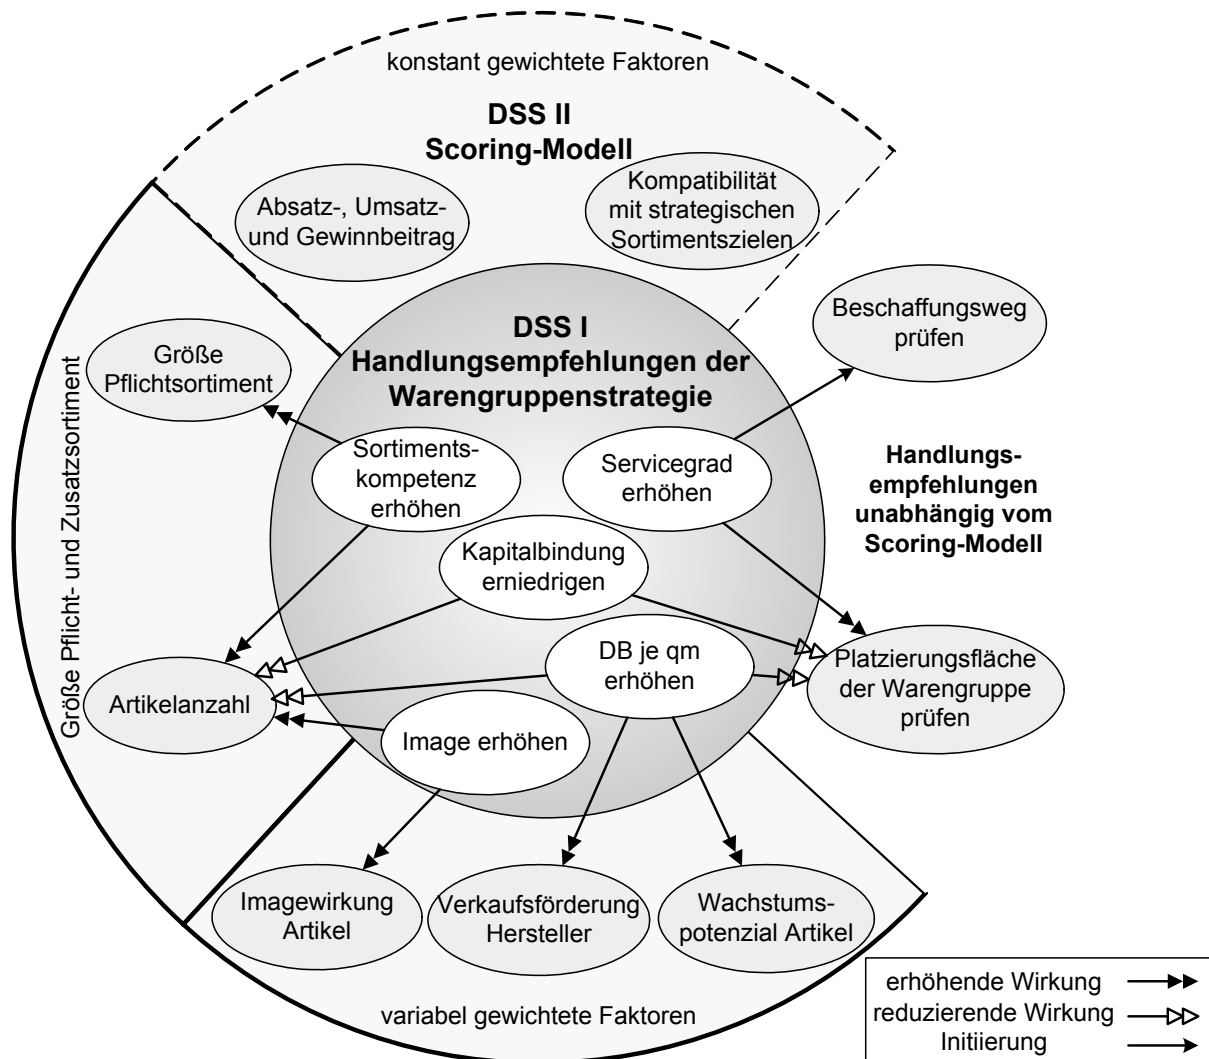 konstant gewichtete Faktoren
DSS II
Scoring-Modell
Absatz-, Umsatz-
und Gewinnbeitrag
Kompatibilität
mit strategischen
Sortimentszielen
Beschaffungsweg
prüfen
DSS I
Handlungsempfehlungen der
Warengruppenstrategie
Größe
Pflichtsortiment
Größe Pflicht- und Zusatzsortiment
Sortiments-
kompetenz
erhöhen
Servicegrad
erhöhen
Handlungs-
empfehlungen
unabhängig vom
Scoring-Modell
Kapitalbindung
erniedrigen
DB je qm
erhöhen
Platzierungsfläche
der Warengruppe
prüfen
Artikelanzahl
Image erhöhen
Imagewirkung
Artikel
Verkaufsförderung
Hersteller
Wachstums-
potenzial Artikel
variabel gewichtete Faktoren
erhöhende Wirkung
reduzierende Wirkung
Initiierung